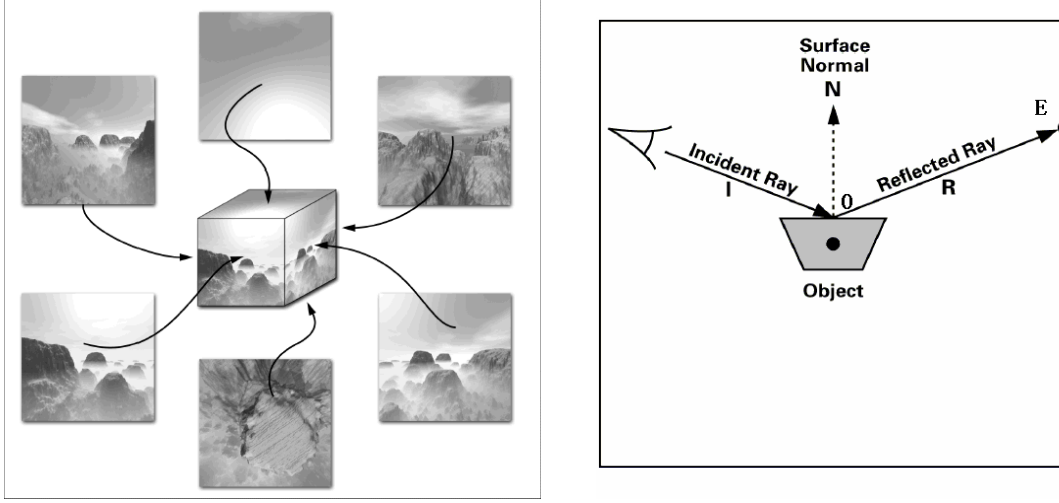 Surface
Normal
N
E
Incident Ray
I
Reflected Ray
R
0
Object